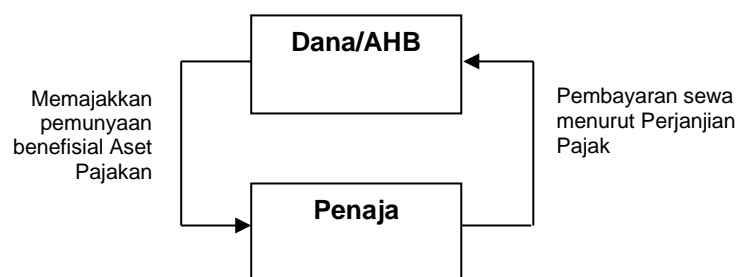 Dana/AHB
Memajakkan
pemunyaan
benefisial Aset
Pajakan
Pembayaran sewa
menurut Perjanjian
Pajak
Penaja